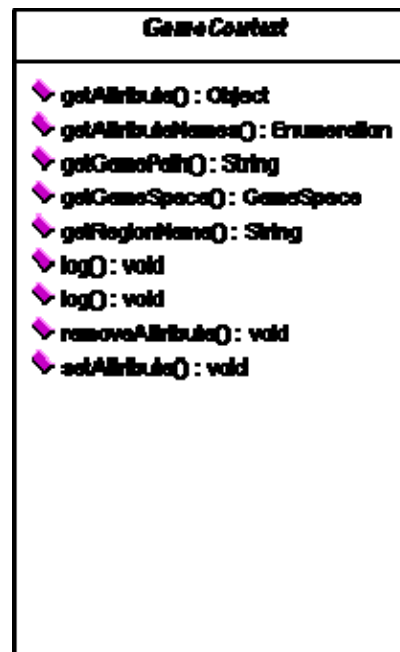 GameContext
getAttribute() : Object
getAttributeNames() : Enumeration
getGamePath() : String
getGameSpace() : GameSpace
getRegionName() : String
log() : void
log() : void
removeAttribute() : void
setAttribute() : void